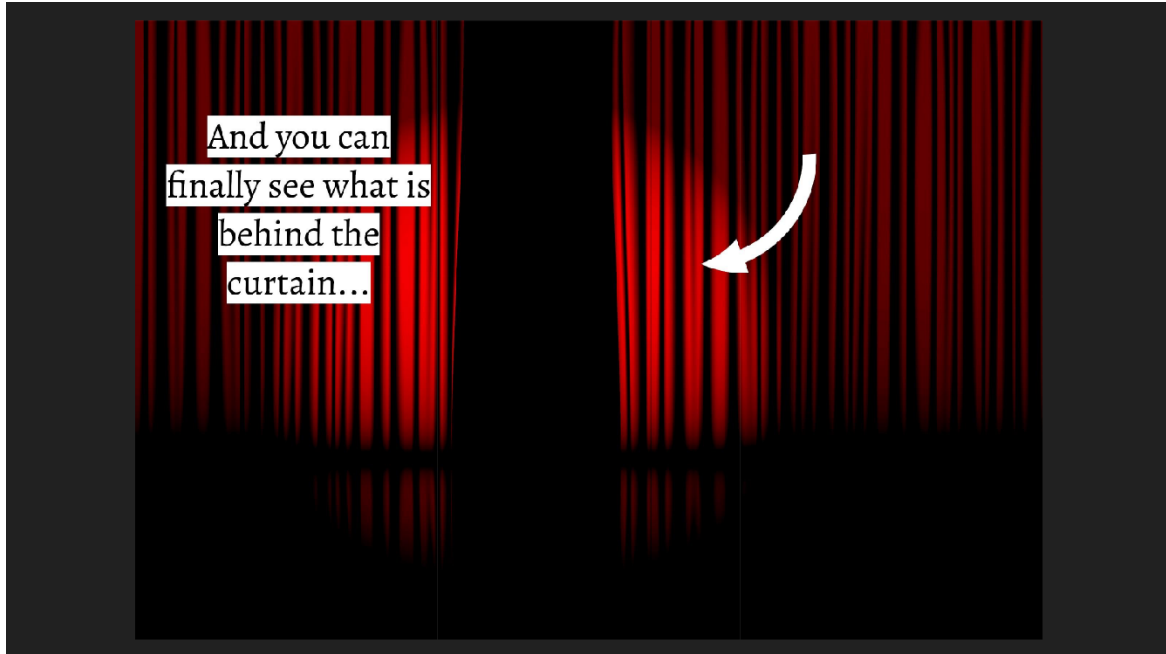 And you can
finally see what is
behind the
curtain...